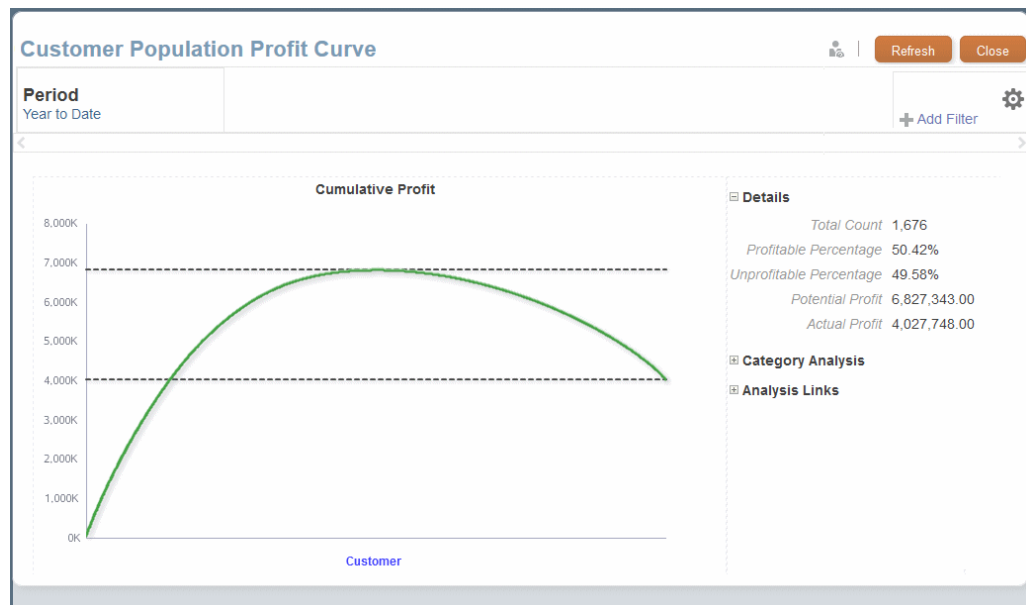 Customer Population Profit Curve
Refresh
Close
Period
Year to Date
Add Filter
Cumulative Profit
8,000K
7,000K
6,000K
5,000K
4,000K
3,000K
2,000K
1,000K
0K
Customer
Details
Total Count 1,676
Profitable Percentage 50.42%
Unprofitable Percentage 49.58%
Potential Profit 6,827,343.00
Actual Profit 4,027,748.00
Category Analysis
Analysis Links